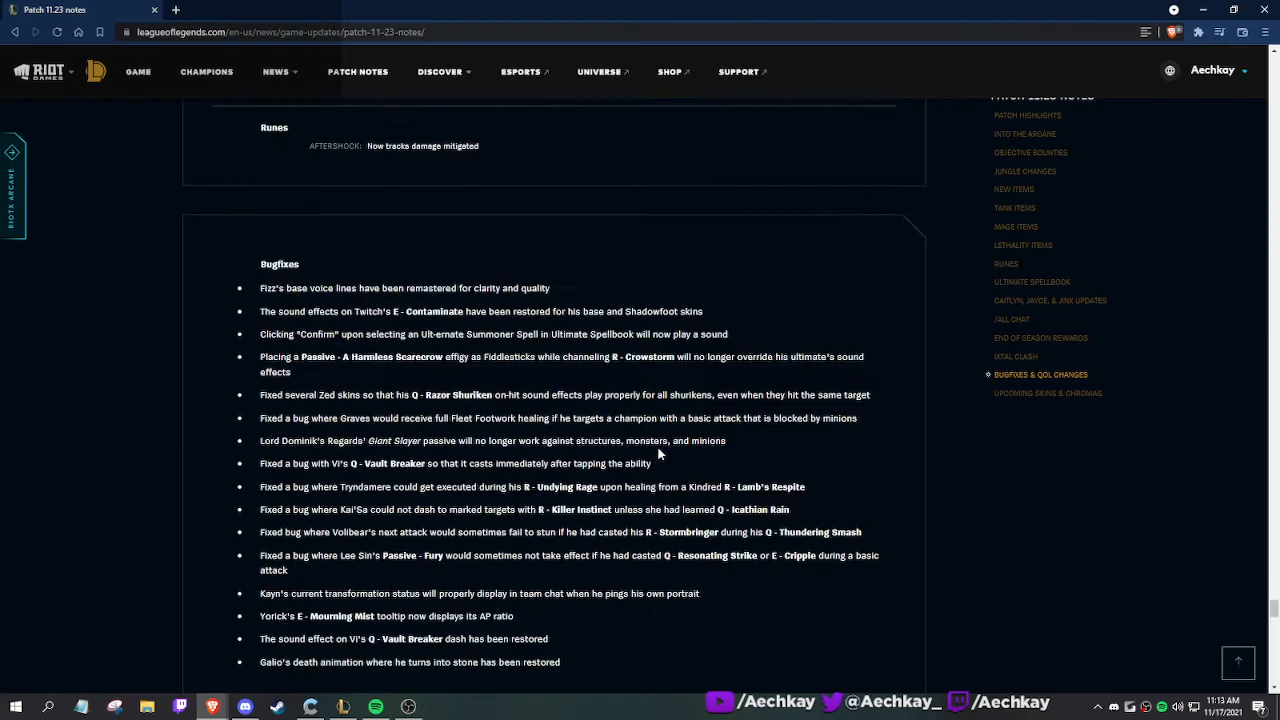 Patch 11.23 notes
leagueoflegends.com/en-us/news/game-updates/patch-11-23-notes/
RIOT GAMES
GAME
CHAMPIONS
NEWS
PATCH NOTES
DISCOVER
ESPORTS
UNIVERSE
SHOP
SUPPORT
Aechkay
RIOTX ARCANE
Runes
AFTERSHOCK: Now tracks damage mitigated
Bugfixes
Fizz's base voice lines have been remastered for clarity and quality
The sound effects on Twitch's E - Contaminate have been restored for his base and Shadowfoot skins
Clicking "Confirm" upon selecting an Ult-ernate Summoner Spell in Ultimate Spellbook will now play a sound
Placing a Passive - A Harmless Scarecrow effigy as Fiddlesticks while channeling R - Crowstorm will no longer override his ultimate's sound
effects
Fixed several Zed skins so that his Q - Razor Shuriken on-hit sound effects play properly for all shurikens, even when they hit the same target
Fixed a bug where Graves would receive full Fleet Footwork healing if he targets a champion with a basic attack that is blocked by minions
Lord Dominik's Regards' Giant Slayer passive will no longer work against structures, monsters, and minions
Fixed a bug with Vi's Q - Vault Breaker so that it casts immediately after tapping the ability
Fixed a bug where Tryndamere could get executed during his R - Undying Rage upon healing from a Kindred R - Lamb's Respite
Fixed a bug where Kai'Sa could not dash to marked targets with R - Killer Instinct unless she had learned Q - Icathian Rain
Fixed bug where Volibear's next attack would sometimes fail to stun if he had casted his R - Stormbringer during his Q - Thundering Smash
Fixed a bug where Lee Sin's Passive - Fury would sometimes not take effect if he had casted Q - Resonating Strike or E - Cripple during a basic
attack
Kayn's current transformation status will properly display in team chat when he pings his own portrait
Yorick's E - Mourning Mist tooltip now displays its AP ratio
The sound effect on Vi's Q - Vault Breaker dash has been restored
Galio's death animation where he turns into stone has been restored
PATCH 11.23 NOTES
PATCH HIGHLIGHTS
INTO THE ARCANE
OBJECTIVE BOUNTIES
JUNGLE CHANGES
NEW ITEMS
TANK ITEMS
MAGE ITEMS
LETHALITY ITEMS
RUNES
ULTIMATE SPELLBOOK
CAITLYN, JAYCE, & JINX UPDATES
/ALL CHAT
END OF SEASON REWARDS
IXTAL CLASH
BUGFIXES & QOL CHANGES
UPCOMING SKINS & CHROMAS
/Aechkay
@Aechkay_
/Aechkay
11:13 AM
11/17/2021